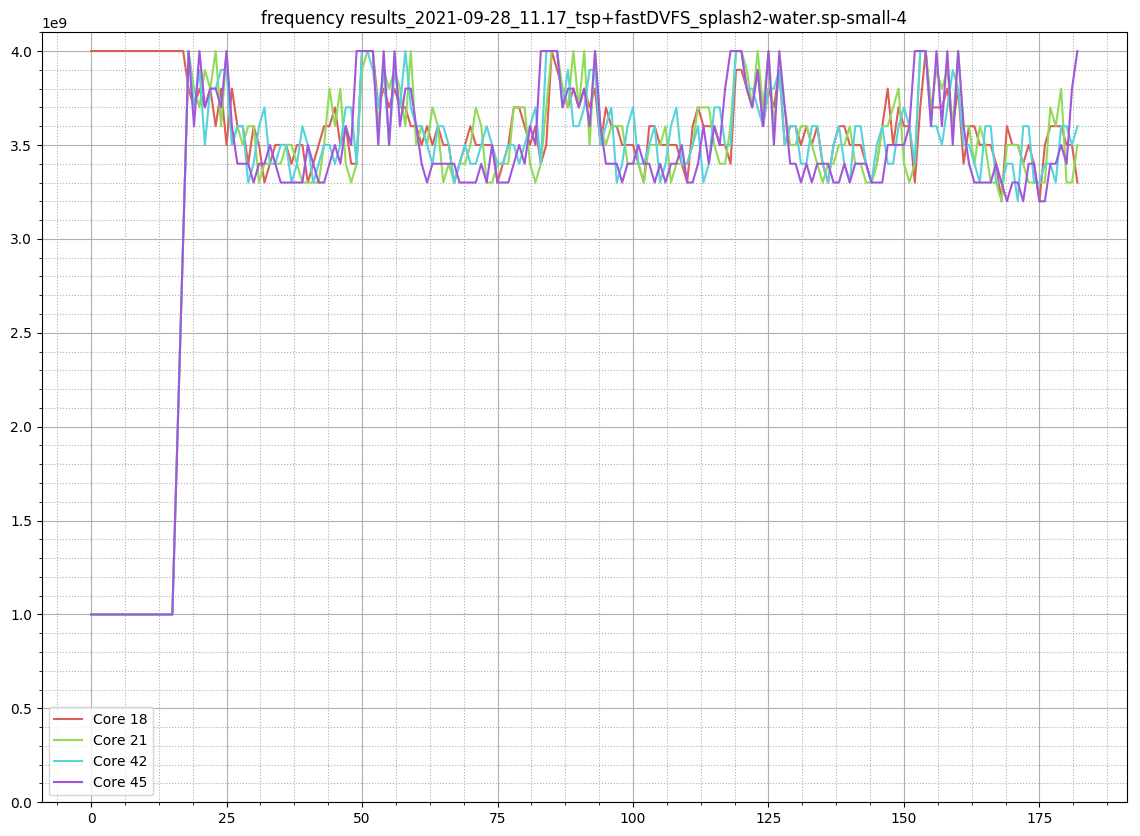 frequency results_2021-09-28_11.17_tsp+fastDVFS_splash2-water.sp-small-4
1e9
4.0
3.5
3.0
2.5
2.0
1.5
1.0
0.5
0.0
Core 18
Core 21
Core 42
Core 45
0 25 50 75 100 125 150 175